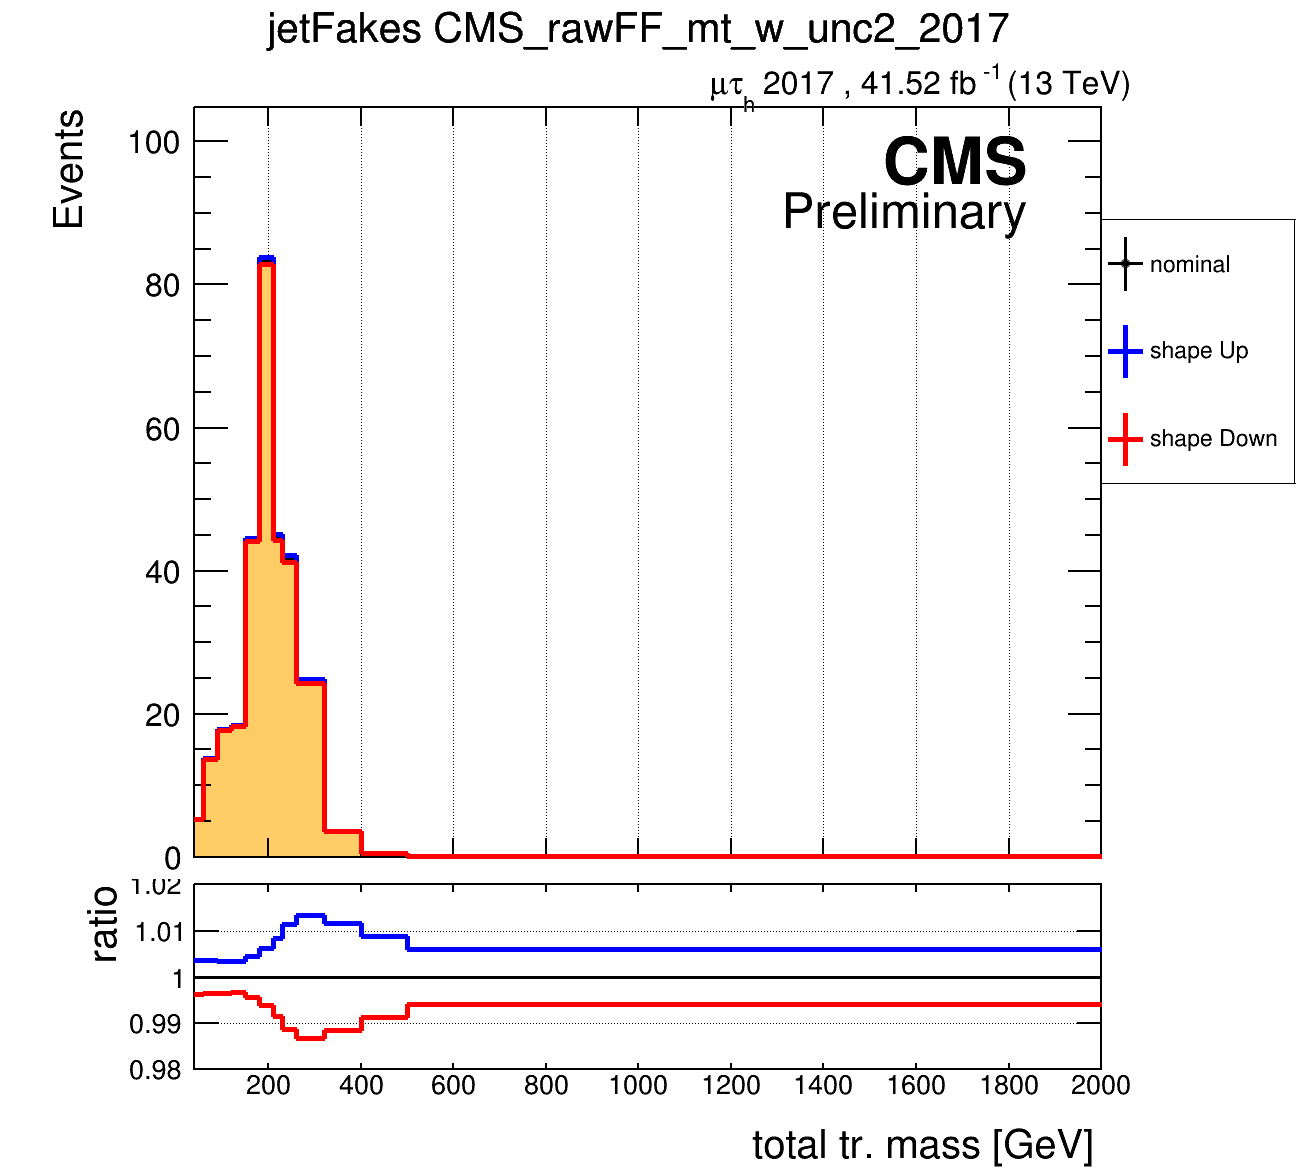 jetFakes CMS_rawFF_mt_w_unc2_2017
μτh 2017 , 41.52 fb-1 (13 TeV)
Events
100
80
60
40
20
0
CMS
Preliminary
nominal
shape Up
shape Down
ratio
1.02
1.01
1
0.99
0.98
200 400 600 800 1000 1200 1400 1600 1800 2000
total tr. mass [GeV]